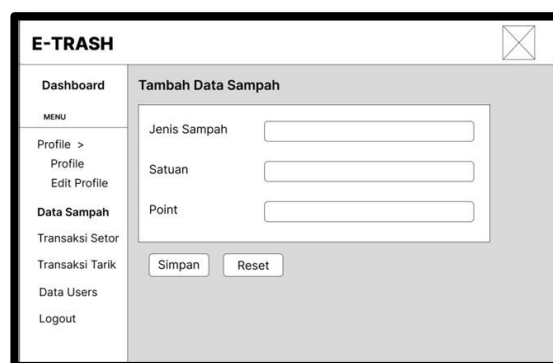 E-TRASH
Dashboard
MENU
Profile >
Profile
Edit Profile
Data Sampah
Transaksi Setor
Transaksi Tarik
Data Users
Logout
Tambah Data Sampah
Jenis Sampah
Satuan
Point
Simpan
Reset